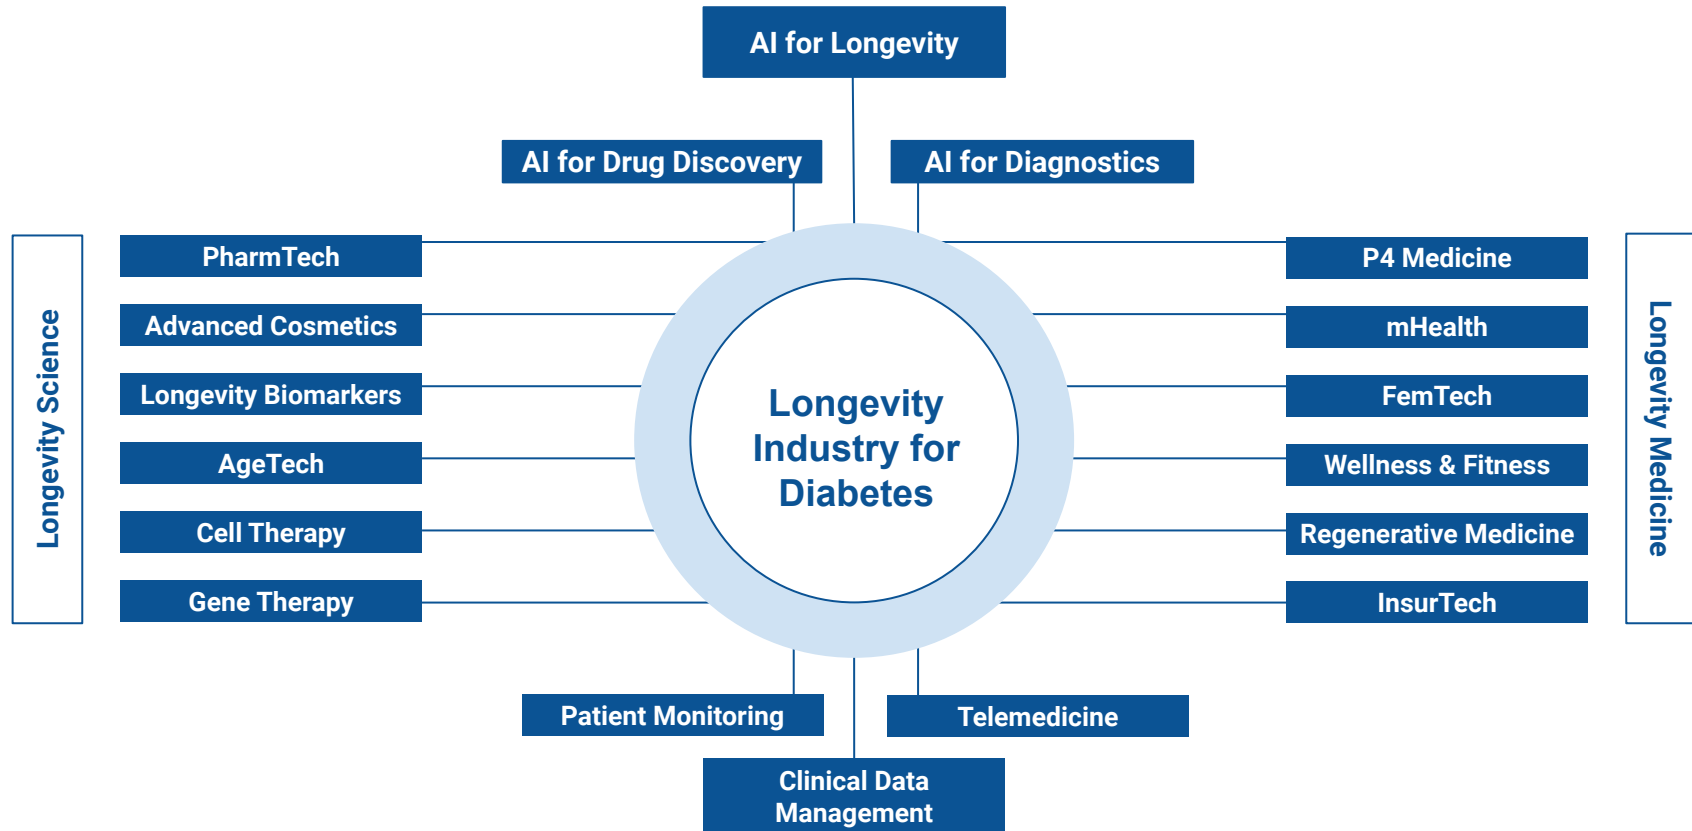 AI for Longevity
AI for Drug Discovery
AI for Diagnostics
Longevity Science
PharmTech
Advanced Cosmetics
Longevity Biomarkers
AgeTech
Cell Therapy
Gene Therapy
Longevity
Industry for
Diabetes
P4 Medicine
mHealth
FemTech
Wellness & Fitness
Regenerative Medicine
InsurTech
Longevity Medicine
Patient Monitoring
Telemedicine
Clinical Data
Management